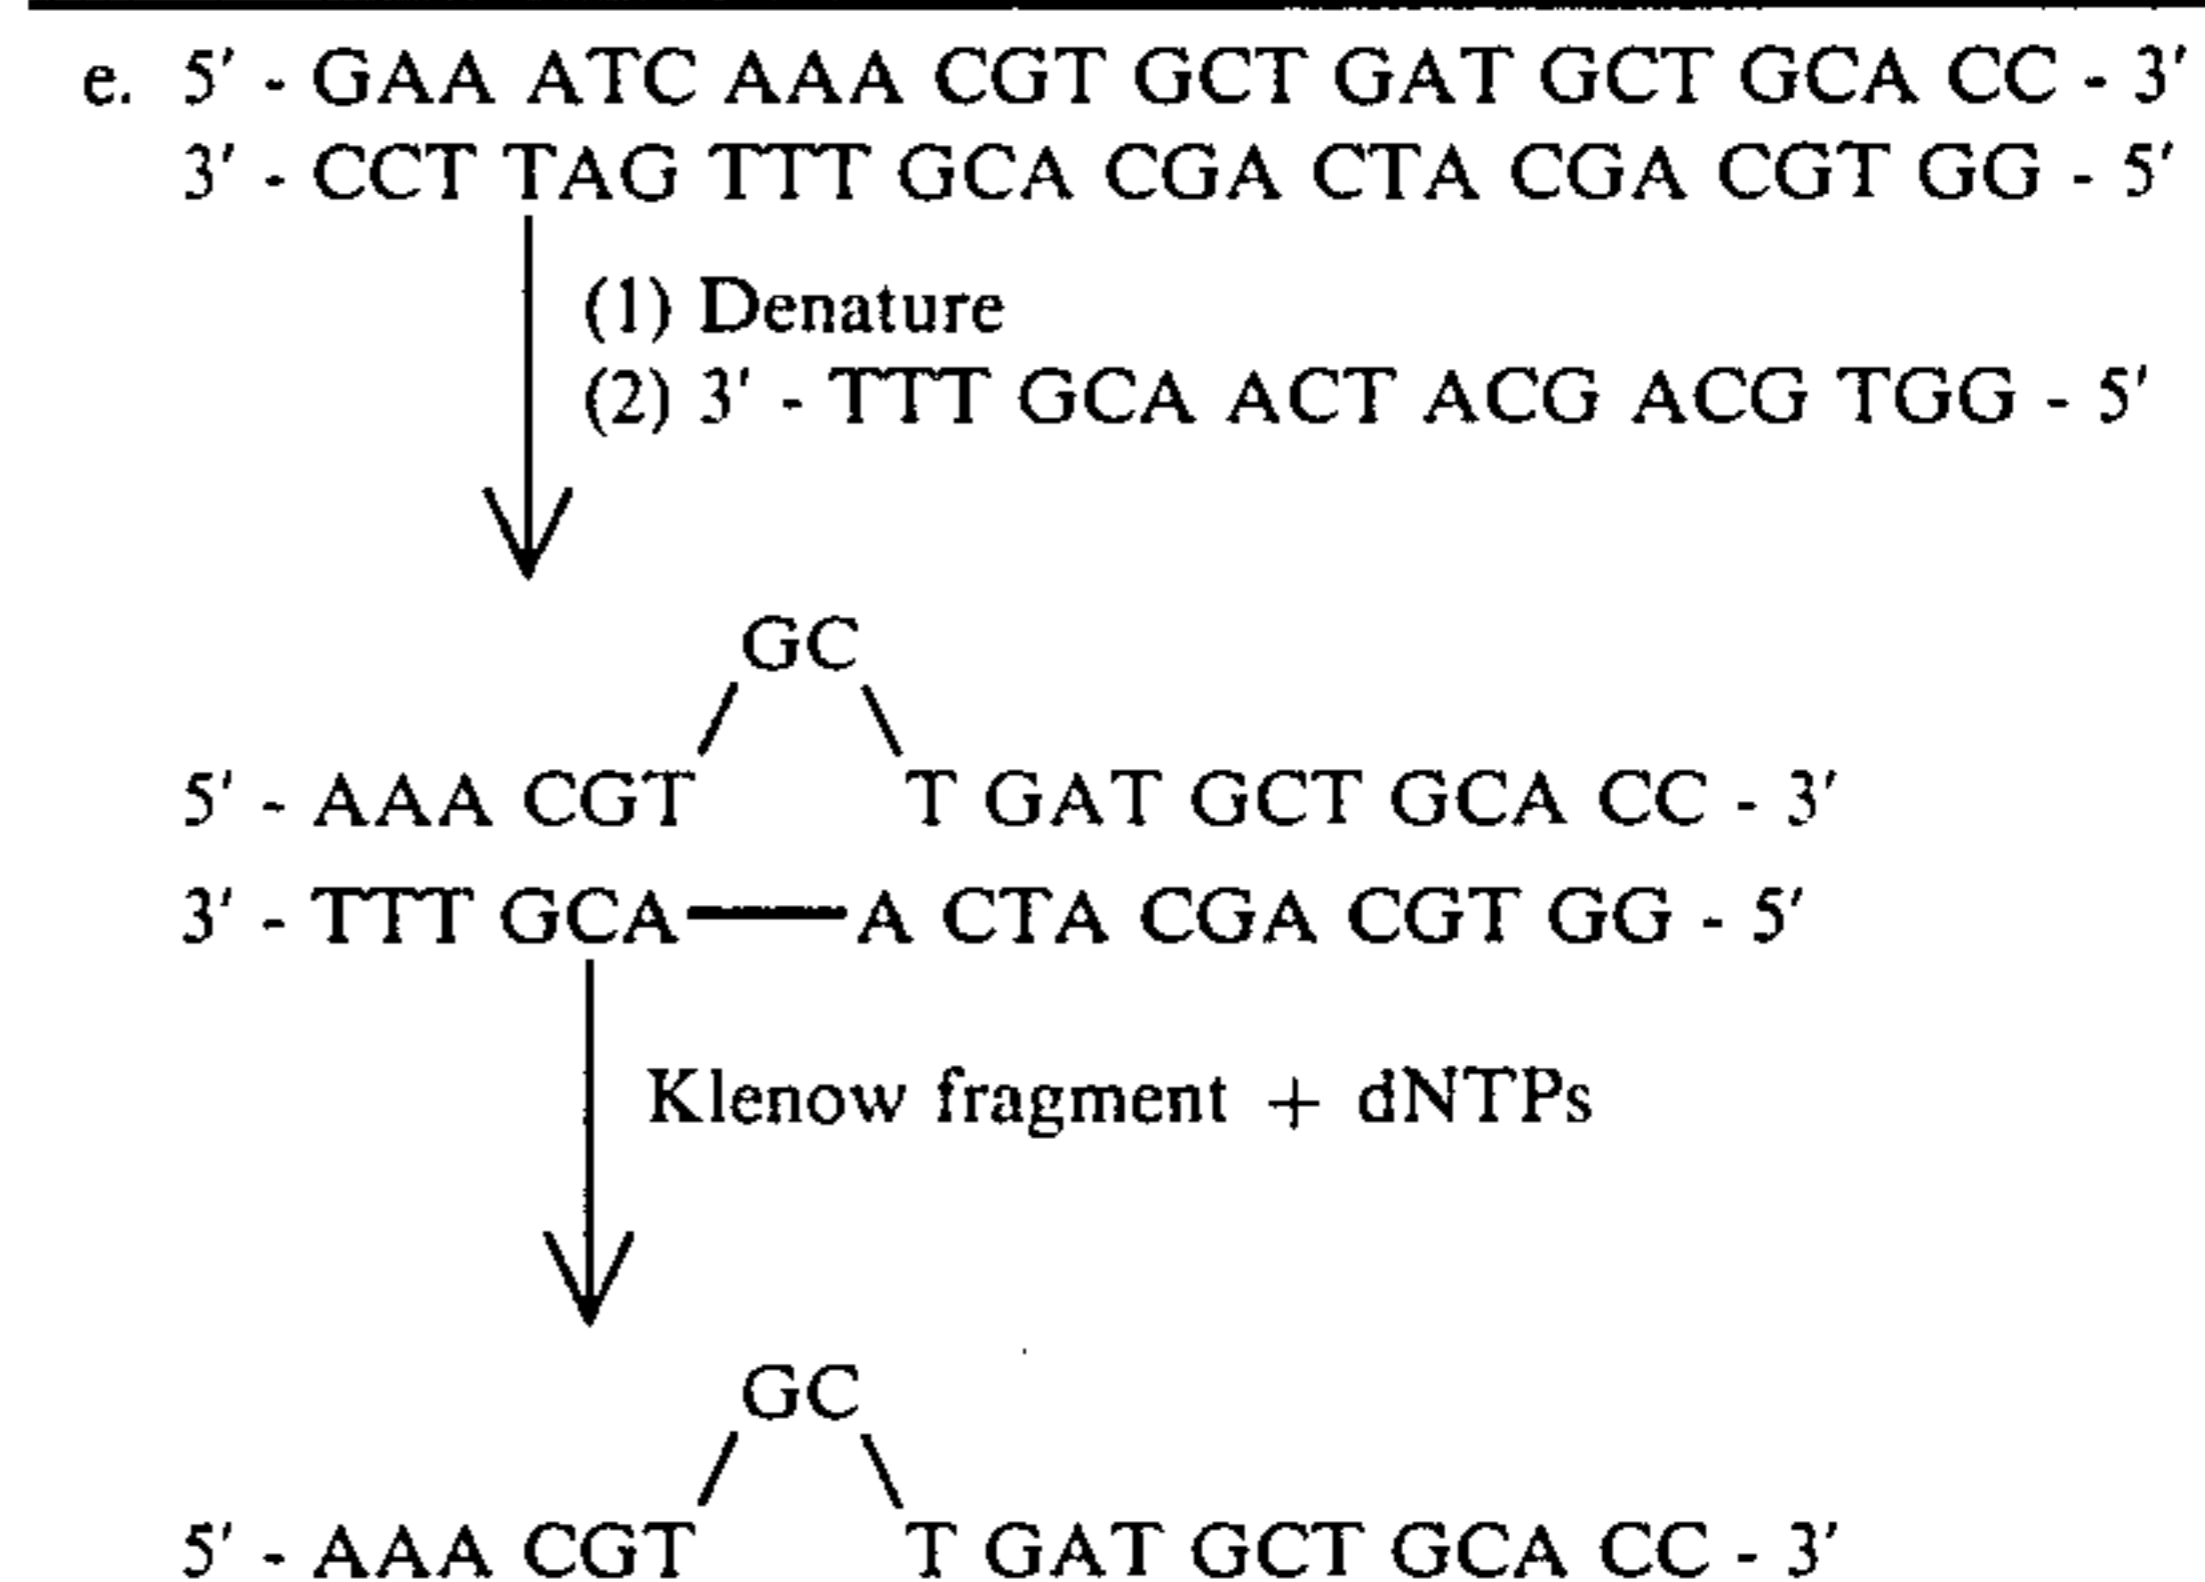 e. 5′ - GAA ATC AAA CGT GCT GAT GCT GCA CC - 3′
3′ - CCT TAG TTT GCA CGA CTA CGA CGT GG - 5′
(1) Denature
(2) 3′ - TTT GCA ACT ACG ACG TGG - 5′
GC
5′ - AAA CGT T GAT GCT GCA CC - 3′
3′ - TTT GCA — A CTA CGA CGT GG - 5′
Klenow fragment + dNTPs
GC
5′ - AAA CGT T GAT GCT GCA CC - 3′